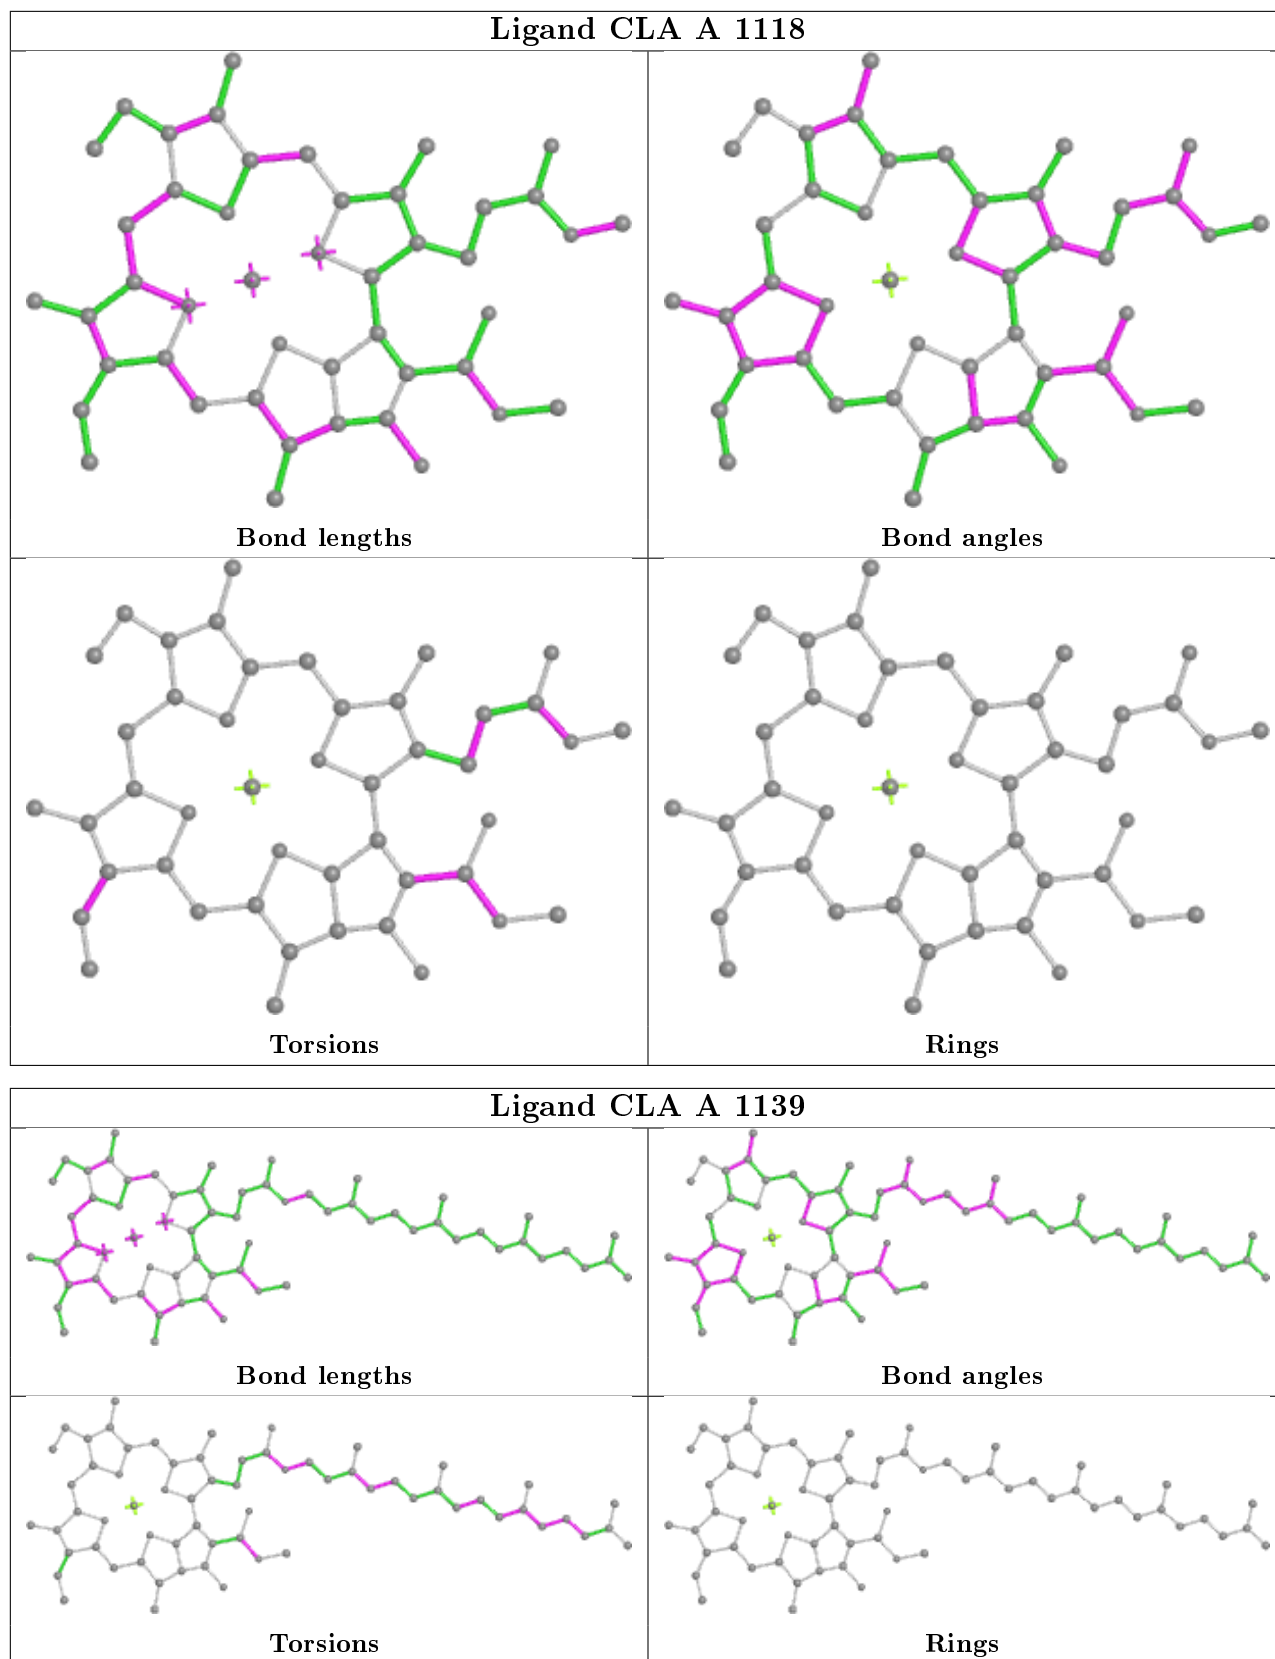 Ligand CLA A 1118
Bond lengths
Bond angles
Torsions
Rings
Ligand CLA A 1139
Bond lengths
Bond angles
Torsions
Rings